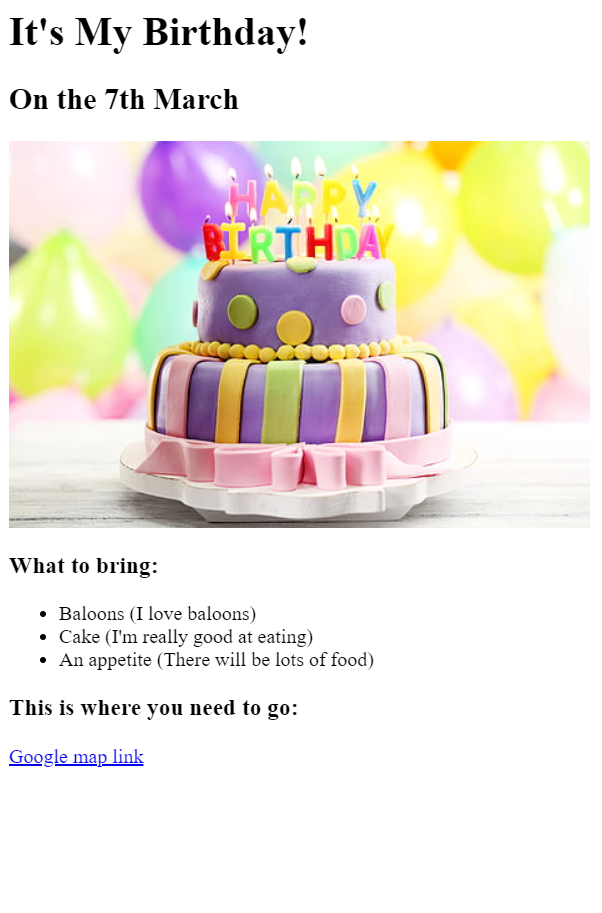 It's My Birthday!
On the 7th March
HAPPY
BIRTHDAY
What to bring:
Baloons (I love baloons)
Cake (I'm really good at eating)
An appetite (There will be lots of food)
This is where you need to go:
Google map link